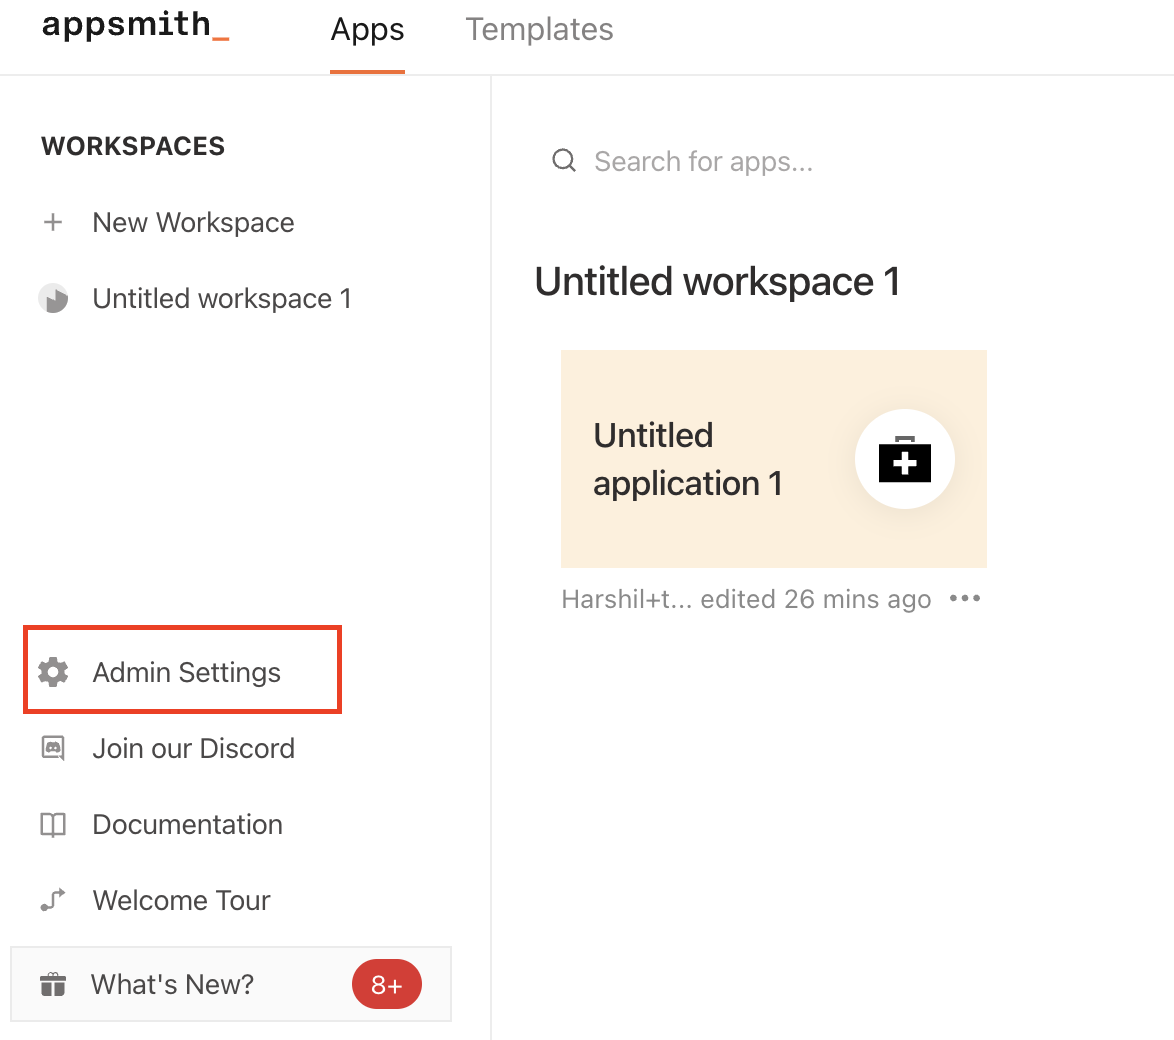 appsmith_
Apps
Templates
WORKSPACES
New Workspace
Untitled workspace 1
Admin Settings
Join our Discord
Documentation
Welcome Tour
What's New?
8+
Search for apps...
Untitled workspace 1
Untitled
application 1
Harshil+t... edited 26 mins ago